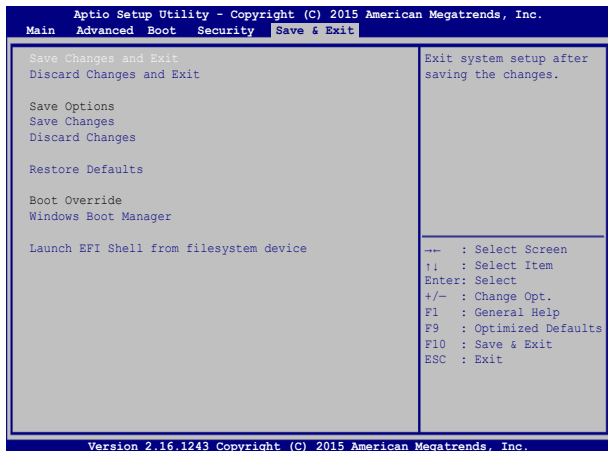 Aptio Setup Utility - Copyright (C) 2015 American Megatrends, Inc.
Main Advanced Boot Security Save & Exit
Save Changes and Exit
Discard Changes and Exit
Save Options
Save Changes
Discard Changes
Restore Defaults
Boot Override
Windows Boot Manager
Launch EFI Shell from filesystem device
Exit system setup after
saving the changes.
→← : Select Screen
↑↓ : Select Item
Enter: Select
+/— : Change Opt.
F1 : General Help
F9 : Optimized Defaults
F10 : Save & Exit
ESC : Exit
Version 2.16.1243 Copyright (C) 2015 American Megatrends, Inc.